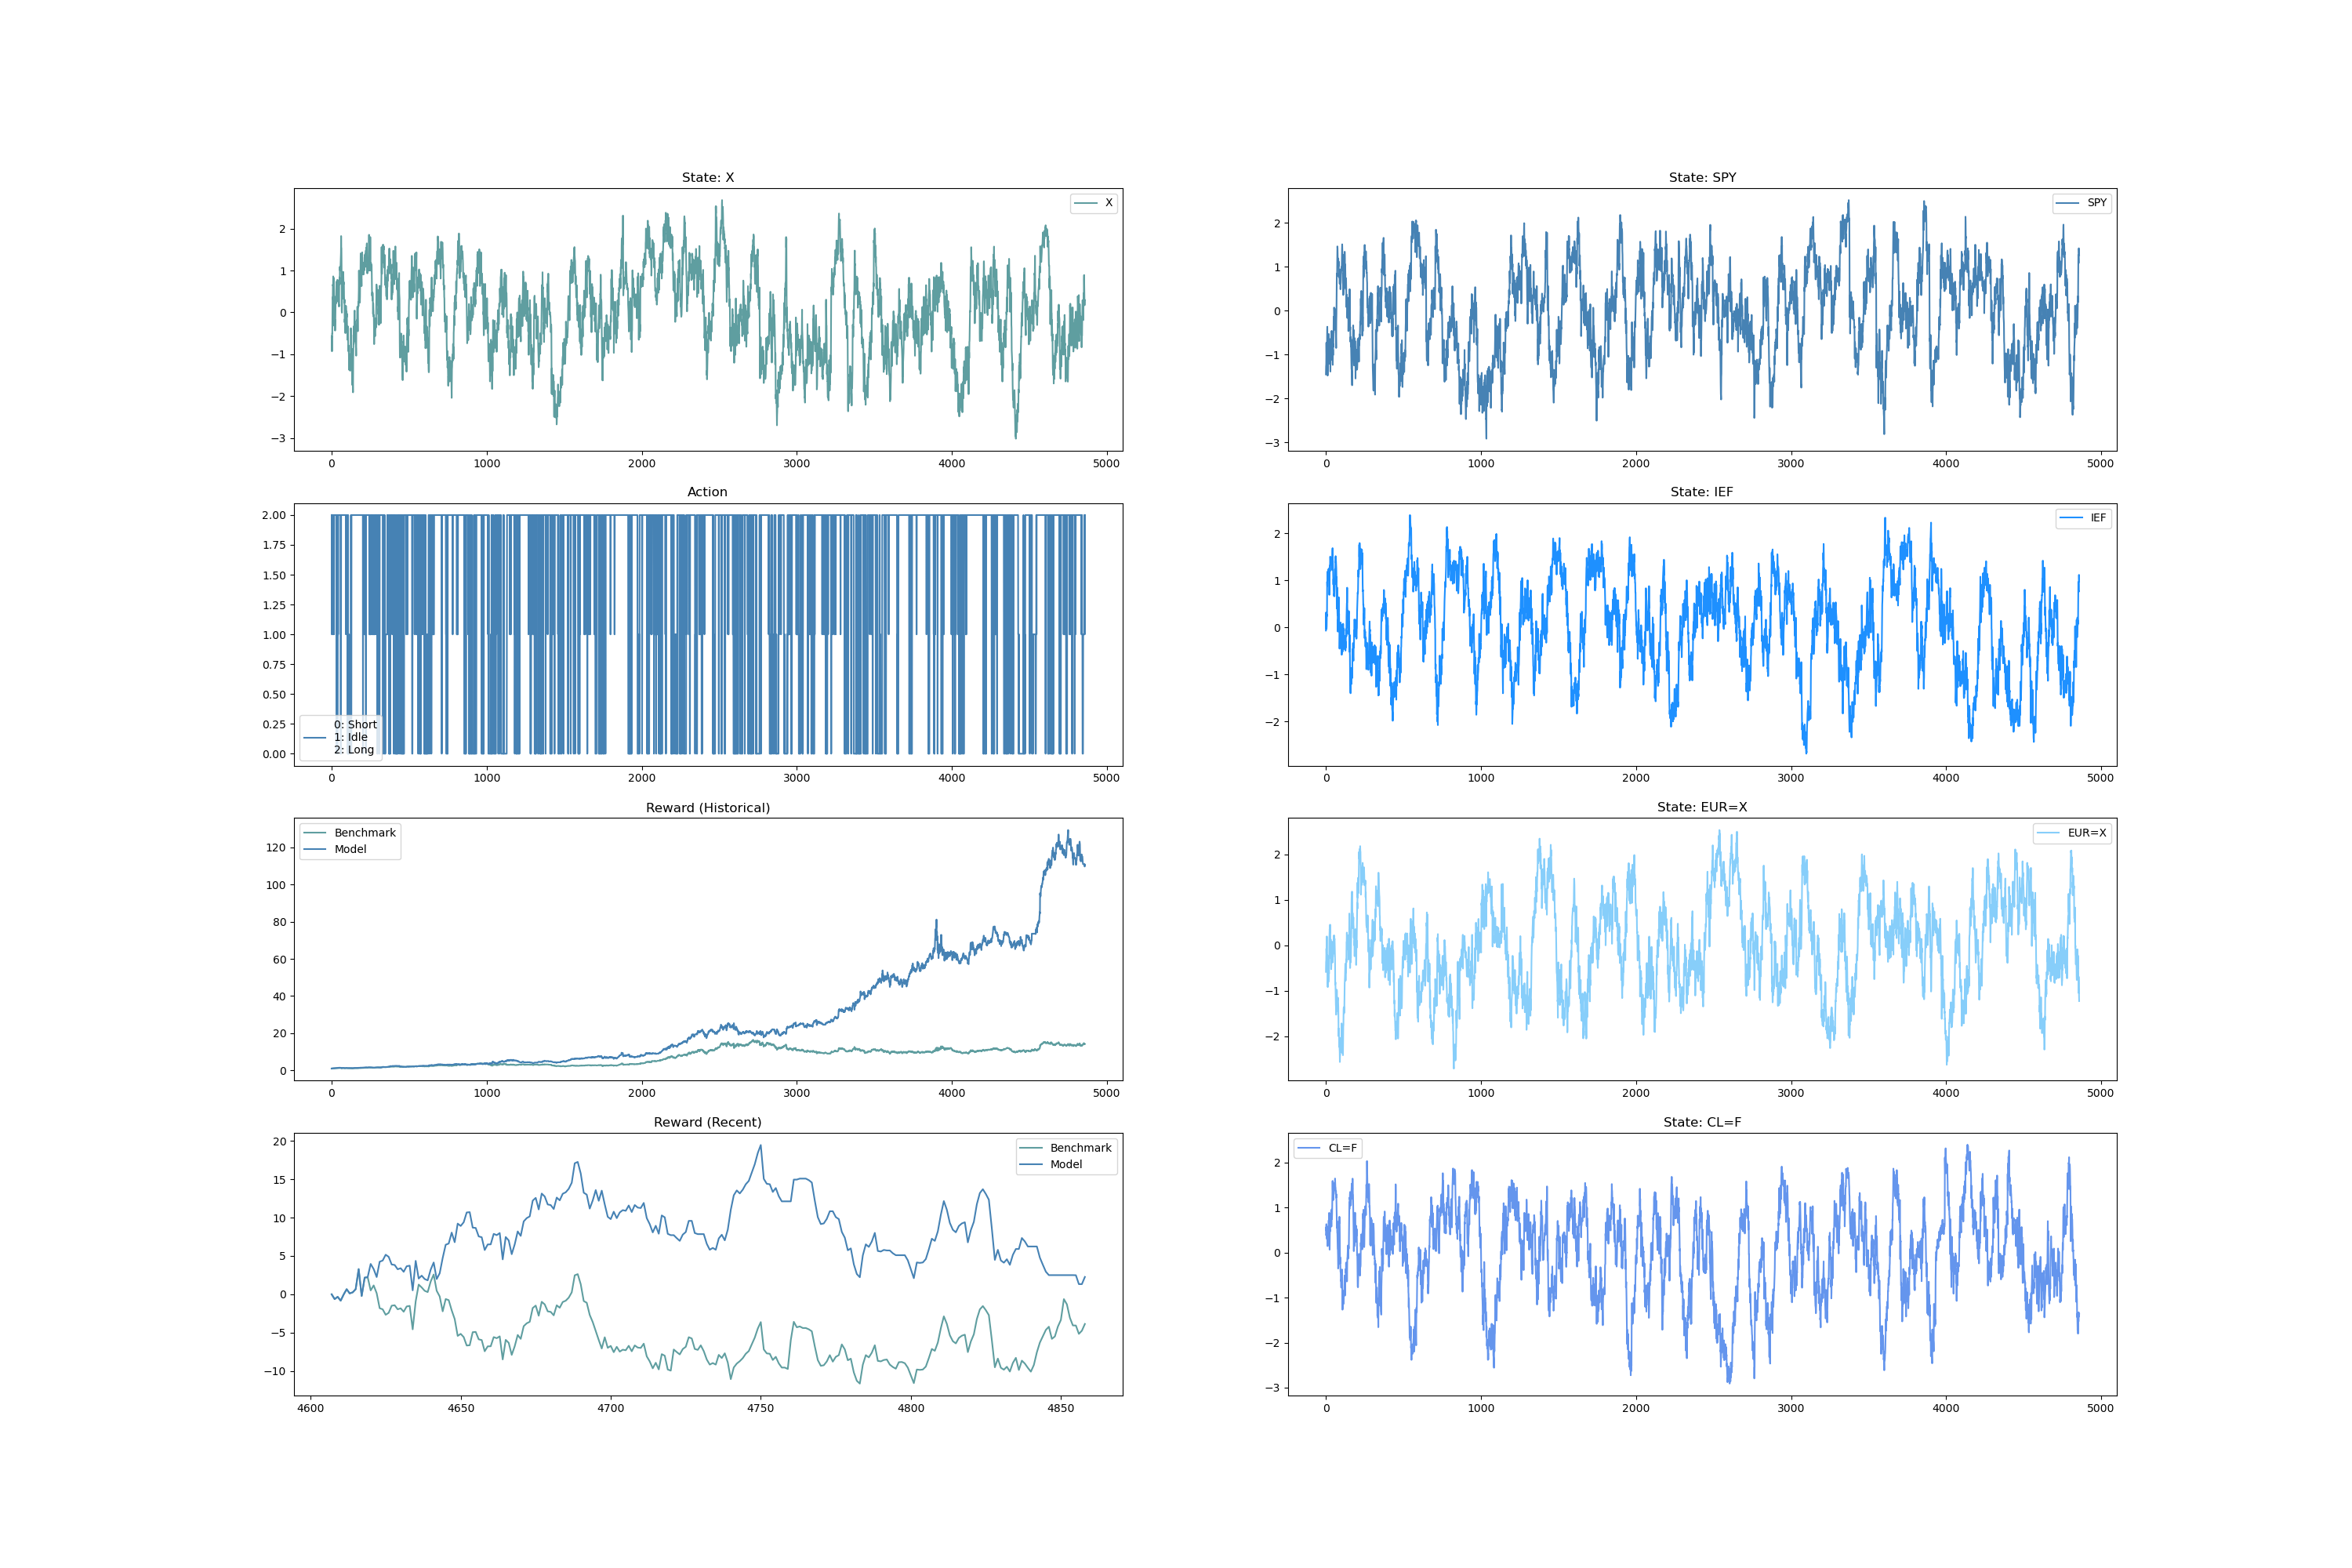 State: X
X
2
1
0
−1
−2
−3
0 1000 2000 3000 4000 5000
State: SPY
SPY
2
1
0
−1
−2
−3
0 1000 2000 3000 4000 5000
Action
2.00
1.75
1.50
1.25
1.00
0.75
0.50
0.25
0.00
0: Short
1: Idle
2: Long
0 1000 2000 3000 4000 5000
State: IEF
IEF
2
1
0
−1
−2
0 1000 2000 3000 4000 5000
Reward (Historical)
Benchmark
Model
120
100
80
60
40
20
0
0 1000 2000 3000 4000 5000
State: EUR=X
EUR=X
2
1
0
−1
−2
0 1000 2000 3000 4000 5000
Reward (Recent)
Benchmark
Model
20
15
10
5
0
−5
−10
4600 4650 4700 4750 4800 4850
State: CL=F
CL=F
2
1
0
−1
−2
−3
0 1000 2000 3000 4000 5000